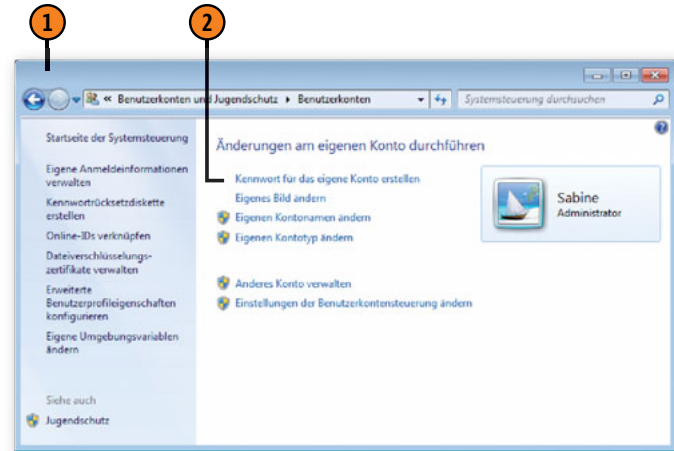 1 2
« Benutzerkonten und Jugendschutz ▸ Benutzerkonten
Systemsteuerung durchsuchen
Startseite der Systemsteuerung
Eigene Anmeldeinformationen
verwalten
Kennwortrücksetzdiskette
erstellen
Online-IDs verknüpfen
Dateiverschlüsselungs-
zertifikate verwalten
Erweiterte
Benutzerprofileigenschaften
konfigurieren
Eigene Umgebungsvariablen
ändern
Siehe auch
Jugendschutz
Änderungen am eigenen Konto durchführen
Kennwort für das eigene Konto erstellen
Eigenes Bild ändern
Eigenen Kontonamen ändern
Eigenen Kontotyp ändern
Anderes Konto verwalten
Einstellungen der Benutzerkontensteuerung ändern
Sabine
Administrator